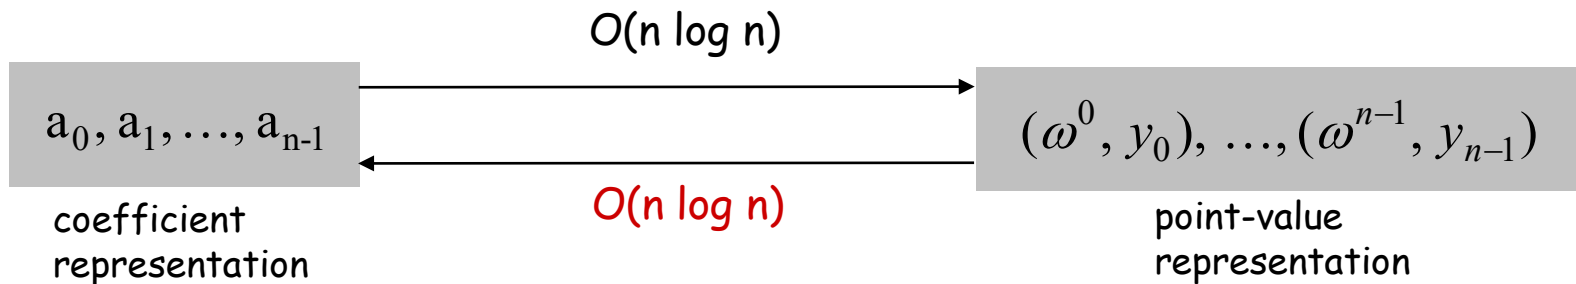 O(n log n)
a₀, a₁, …, aₙ₋₁
(ω⁰, y₀), …, (ωⁿ⁻¹, yₙ₋₁)
O(n log n)
coefficient
representation
point-value
representation